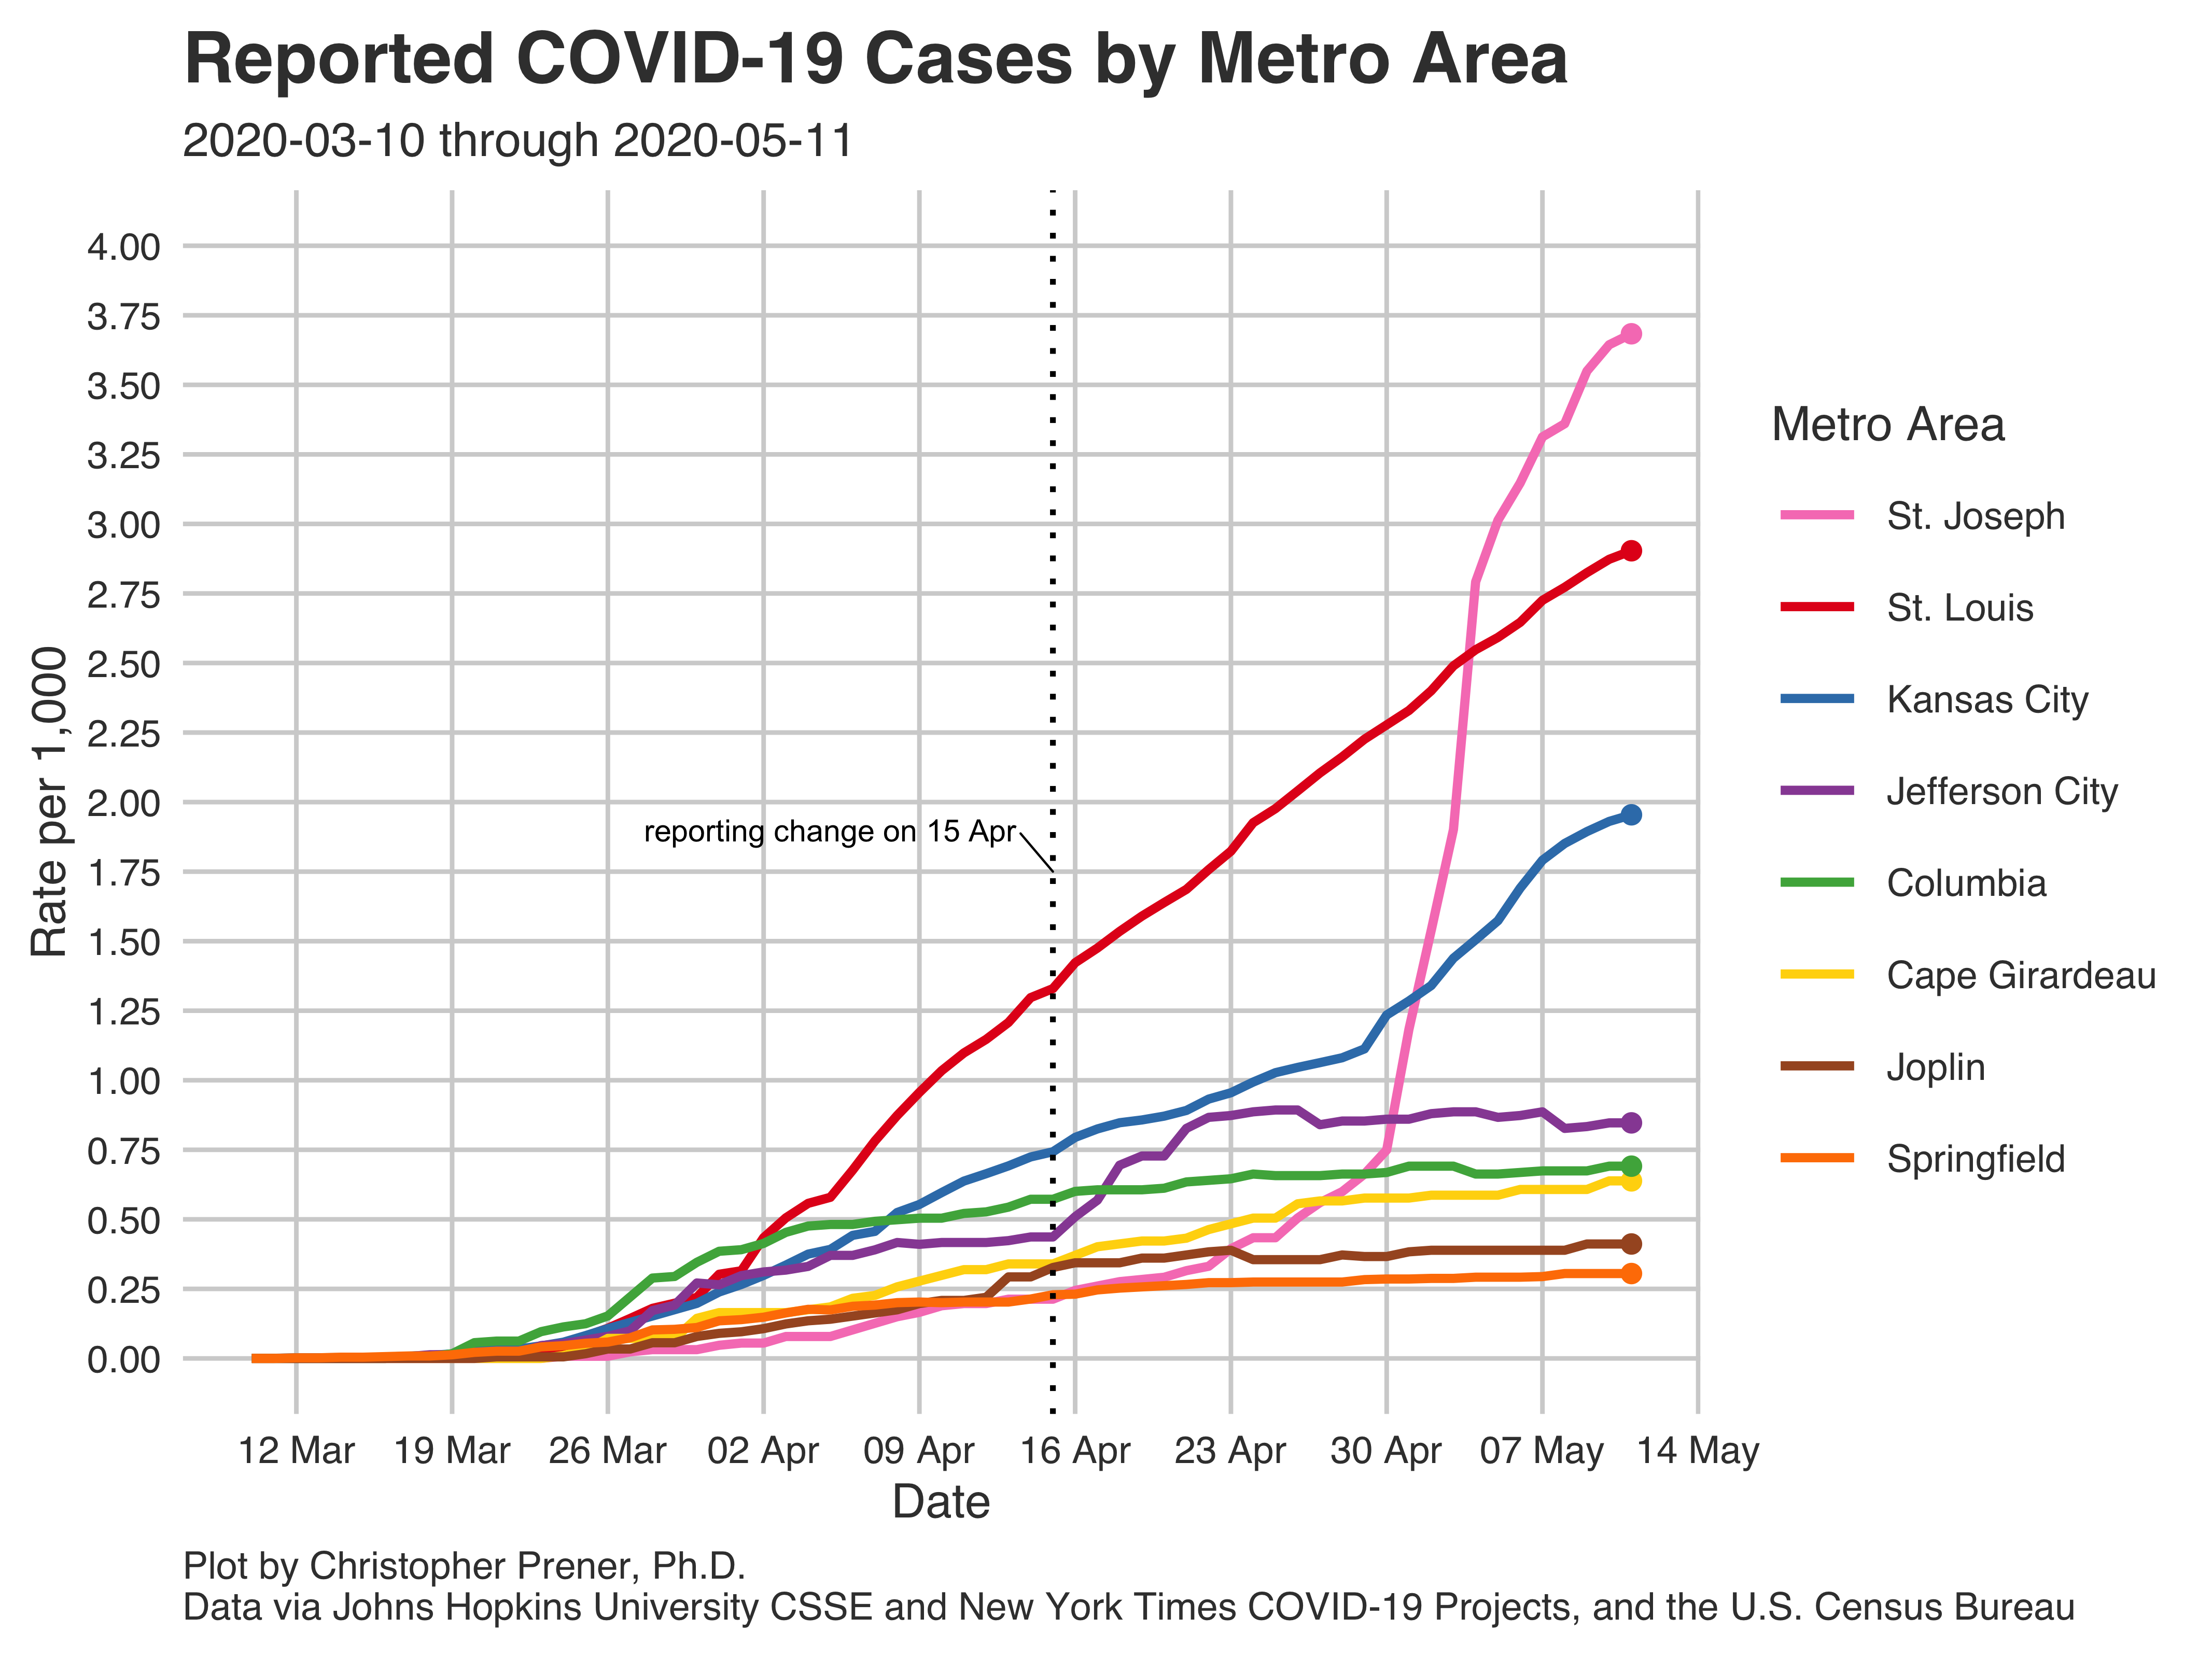 Reported COVID-19 Cases by Metro Area
2020-03-10 through 2020-05-11
Rate per 1,000
4.00
3.75
3.50
3.25
3.00
2.75
2.50
2.25
2.00
1.75
1.50
1.25
1.00
0.75
0.50
0.25
0.00
reporting change on 15 Apr
12 Mar
19 Mar
26 Mar
02 Apr
09 Apr
16 Apr
23 Apr
30 Apr
07 May
14 May
Date
Metro Area
St. Joseph
St. Louis
Kansas City
Jefferson City
Columbia
Cape Girardeau
Joplin
Springfield
Plot by Christopher Prener, Ph.D.
Data via Johns Hopkins University CSSE and New York Times COVID-19 Projects, and the U.S. Census Bureau